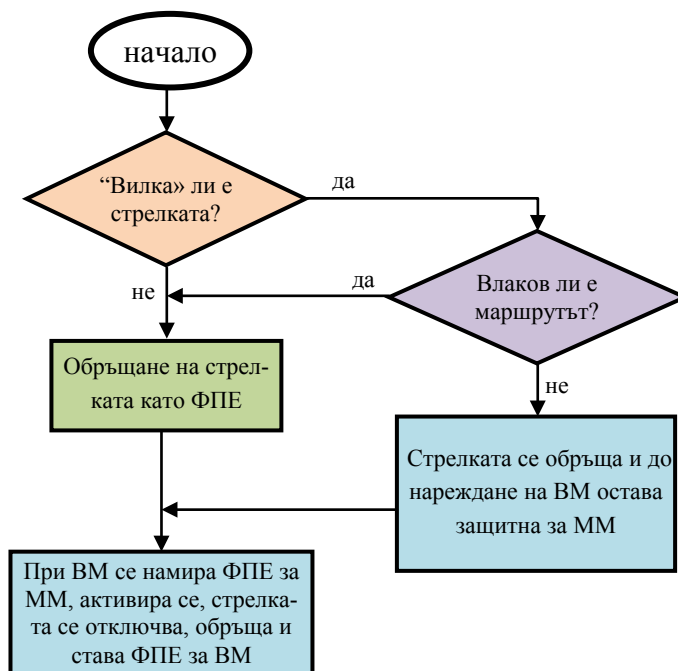 начало
“Вилка» ли е
стрелката?
да
Влаков ли е
маршрутът?
да
не
Обръщане на стрел-
ката като ФПЕ
не
Стрелката се обръща и до
нареждане на ВМ остава
защитна за ММ
При ВМ се намира ФПЕ за
ММ, активира се, стрелка-
та се отключва, обръща и
става ФПЕ за ВМ